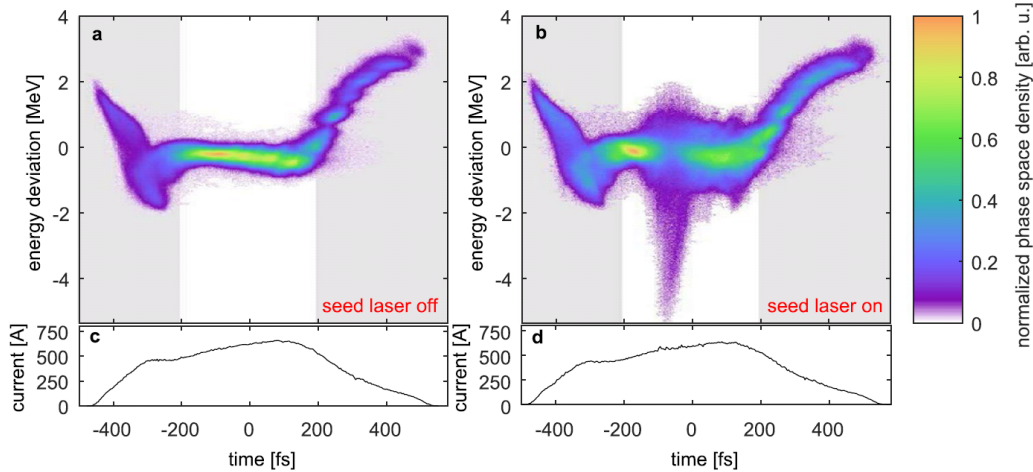 a
b
4
2
0
-2
-4
energy deviation [MeV]
seed laser off
4
2
0
-2
-4
energy deviation [MeV]
seed laser on
1
0.8
0.6
0.4
0.2
0
normalized phase space density [arb. u.]
c
d
750
500
250
0
current [A]
750
500
250
0
current [A]
-400 -200 0 200 400
time [fs]
-400 -200 0 200 400
time [fs]